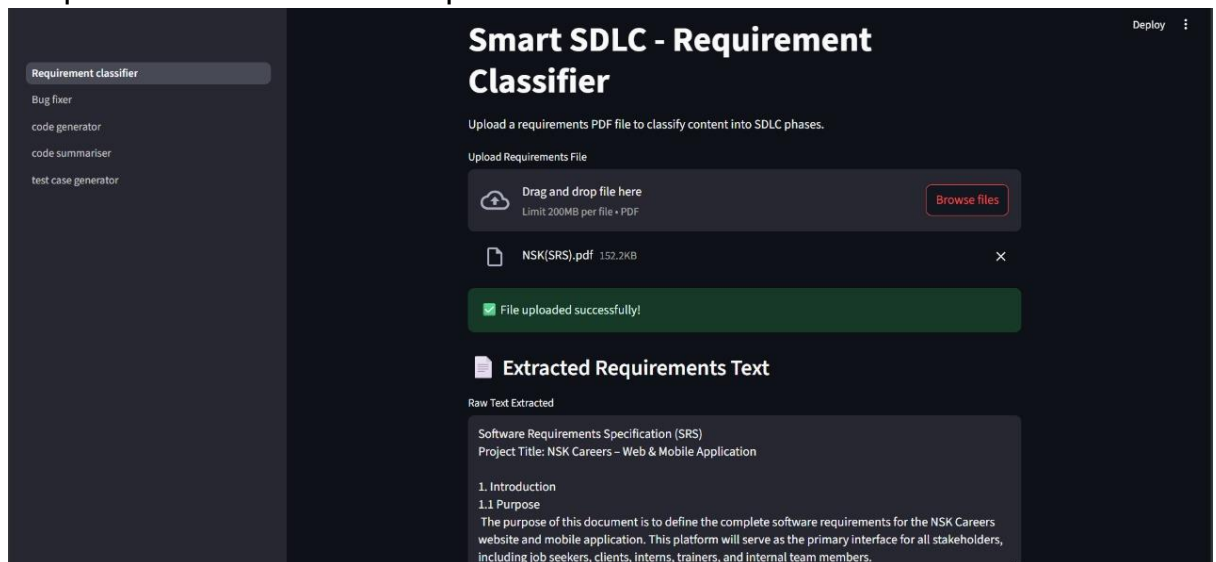 Deploy
Requirement classifier
Bug fixer
code generator
code summariser
test case generator
Smart SDLC - Requirement
Classifier
Upload a requirements PDF file to classify content into SDLC phases.
Upload Requirements File
Drag and drop file here
Limit 200MB per file • PDF
Browse files
NSK(SRS).pdf 152.2KB
File uploaded successfully!
Extracted Requirements Text
Raw Text Extracted
Software Requirements Specification (SRS)
Project Title: NSK Careers – Web & Mobile Application
1. Introduction
1.1 Purpose
The purpose of this document is to define the complete software requirements for the NSK Careers
website and mobile application. This platform will serve as the primary interface for all stakeholders,
including job seekers, clients, interns, trainers, and internal team members.